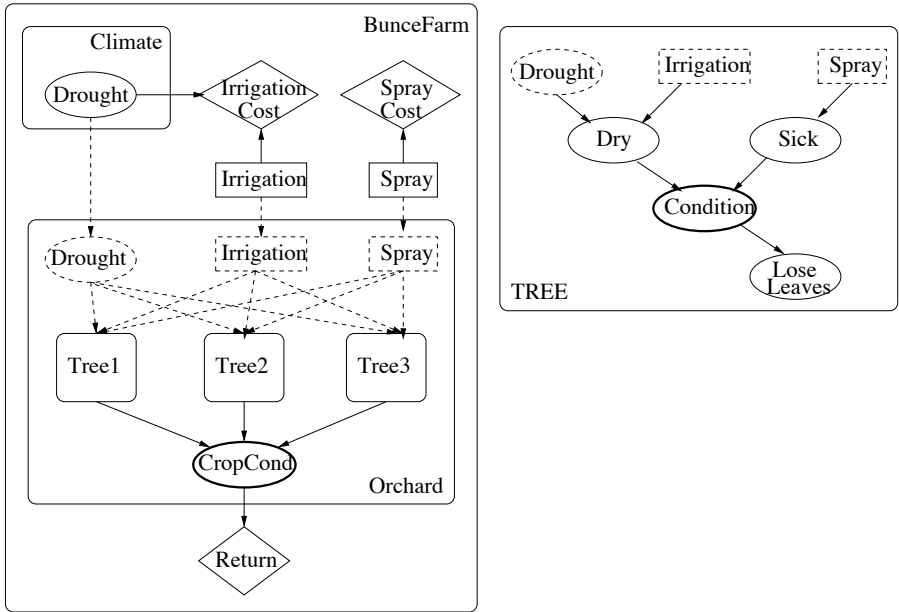 BunceFarm
Climate
Drought
Irrigation
Cost
Spray
Cost
Irrigation
Spray
Drought
Irrigation
Spray
Tree1
Tree2
Tree3
CropCond
Orchard
Return
Drought
Irrigation
Spray
Dry
Sick
Condition
Lose
Leaves
TREE